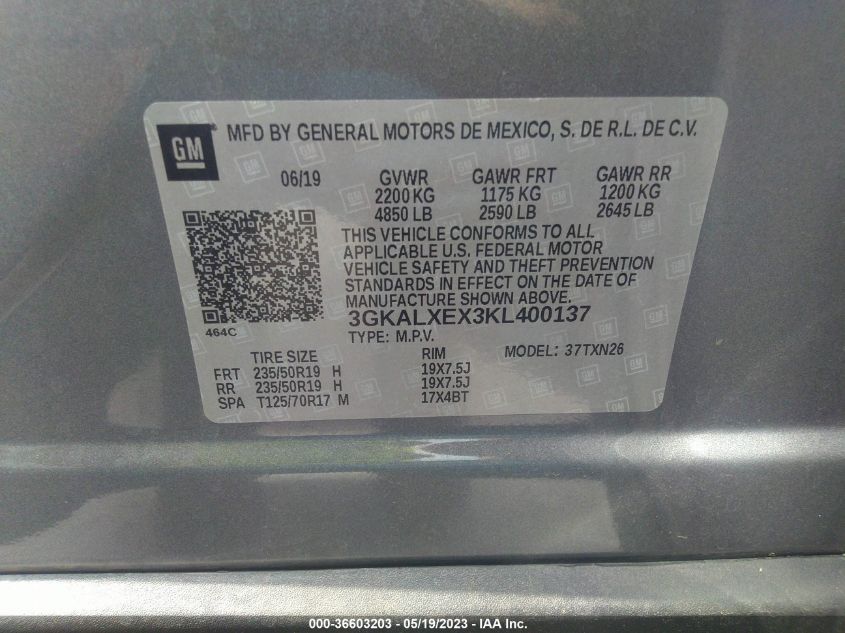 GM
MFD BY GENERAL MOTORS DE MEXICO, S. DE R.L. DE C.V.
06/19 GVWR GAWR FRT GAWR RR
2200 KG 1175 KG 1200 KG
4850 LB 2590 LB 2645 LB
THIS VEHICLE CONFORMS TO ALL
APPLICABLE U.S. FEDERAL MOTOR
VEHICLE SAFETY AND THEFT PREVENTION
STANDARDS IN EFFECT ON THE DATE OF
MANUFACTURE SHOWN ABOVE.
464C
3GKALXEX3KL400137
TYPE: M.P.V. MODEL: 37TXN26
TIRE SIZE RIM
FRT 235/50R19 H 19X7.5J
RR 235/50R19 H 19X7.5J
SPA T125/70R17 M 17X4BT
000-36603203 - 05/19/2023 - IAA Inc.